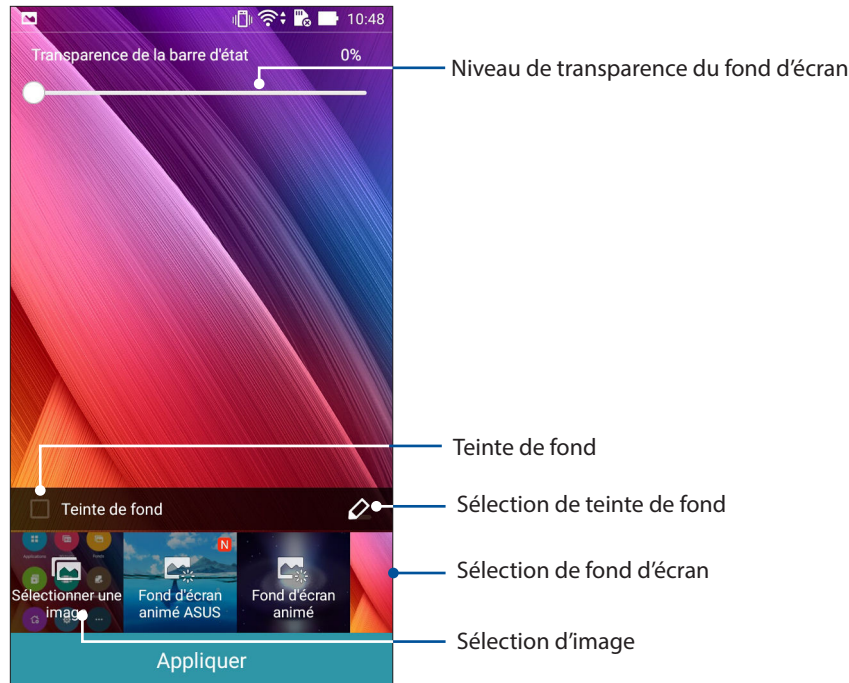 10:48
Transparence de la barre d'état 0%
Niveau de transparence du fond d'écran
Teinte de fond
Teinte de fond
Sélection de teinte de fond
N
Sélectionner une
image
Fond d'écran
animé ASUS
Fond d'écran
animé
Sélection de fond d'écran
Sélection d'image
Appliquer